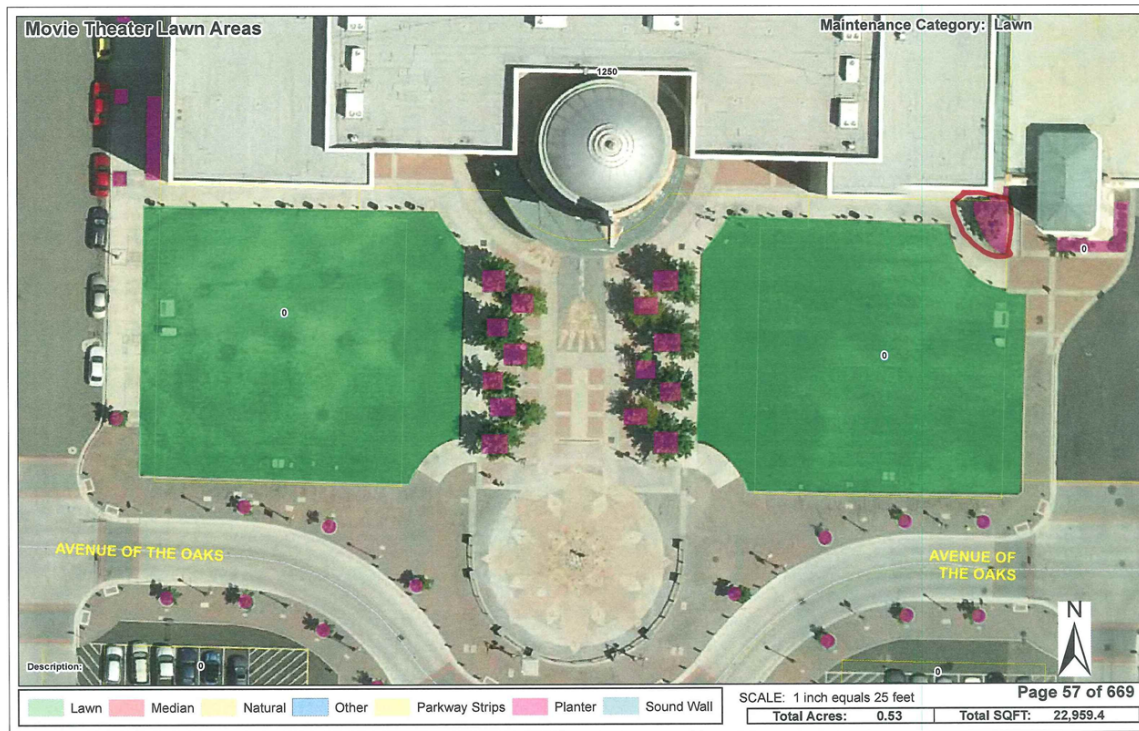 Movie Theater Lawn Areas
Maintenance Category: Lawn
1250
0
0
0
AVENUE OF THE OAKS
AVENUE OF
THE OAKS
N
Description:
0
0
Lawn
Median
Natural
Other
Parkway Strips
Planter
Sound Wall
SCALE: 1 inch equals 25 feet
Page 57 of 669
Total Acres: 0.53
Total SQFT: 22,959.4